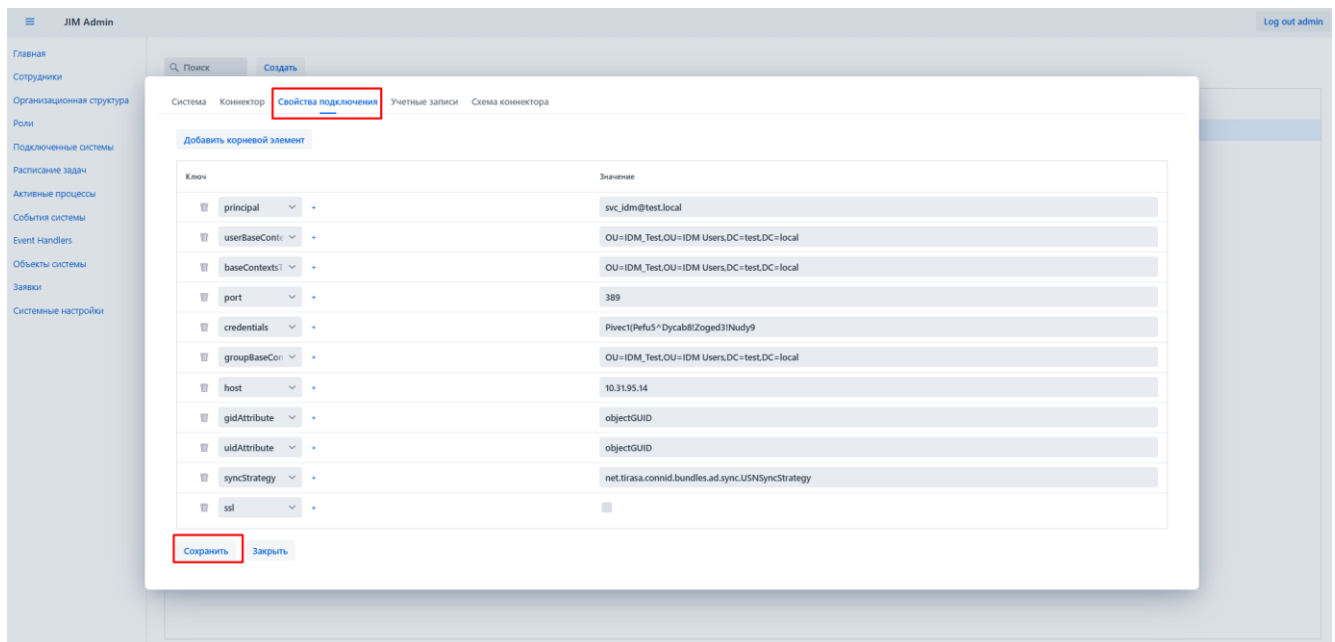 JIM Admin
Log out admin
Главная
Сотрудники
Организационная структура
Роли
Подключенные системы
Расписание задач
Активные процессы
События системы
Event Handlers
Объекты системы
Заявки
Системные настройки
Поиск
Создать
Система Коннектор Свойства подключения Учетные записи Схема коннектора
Добавить корневой элемент
Ключ Значение
principal + svc_idm@test.local
userBaseConte + OU=IDM_Test,OU=IDM Users,DC=test,DC=local
baseContextsT + OU=IDM_Test,OU=IDM Users,DC=test,DC=local
port + 389
credentials + Pivec1(Pefu5^Dycab8!Zoged3!Nudy9
groupBaseCon + OU=IDM_Test,OU=IDM Users,DC=test,DC=local
host + 10.31.95.14
gidAttribute + objectGUID
uidAttribute + objectGUID
syncStrategy + net.tirasa.connid.bundles.ad.sync.USNSyncStrategy
ssl +
Сохранить Закрыть